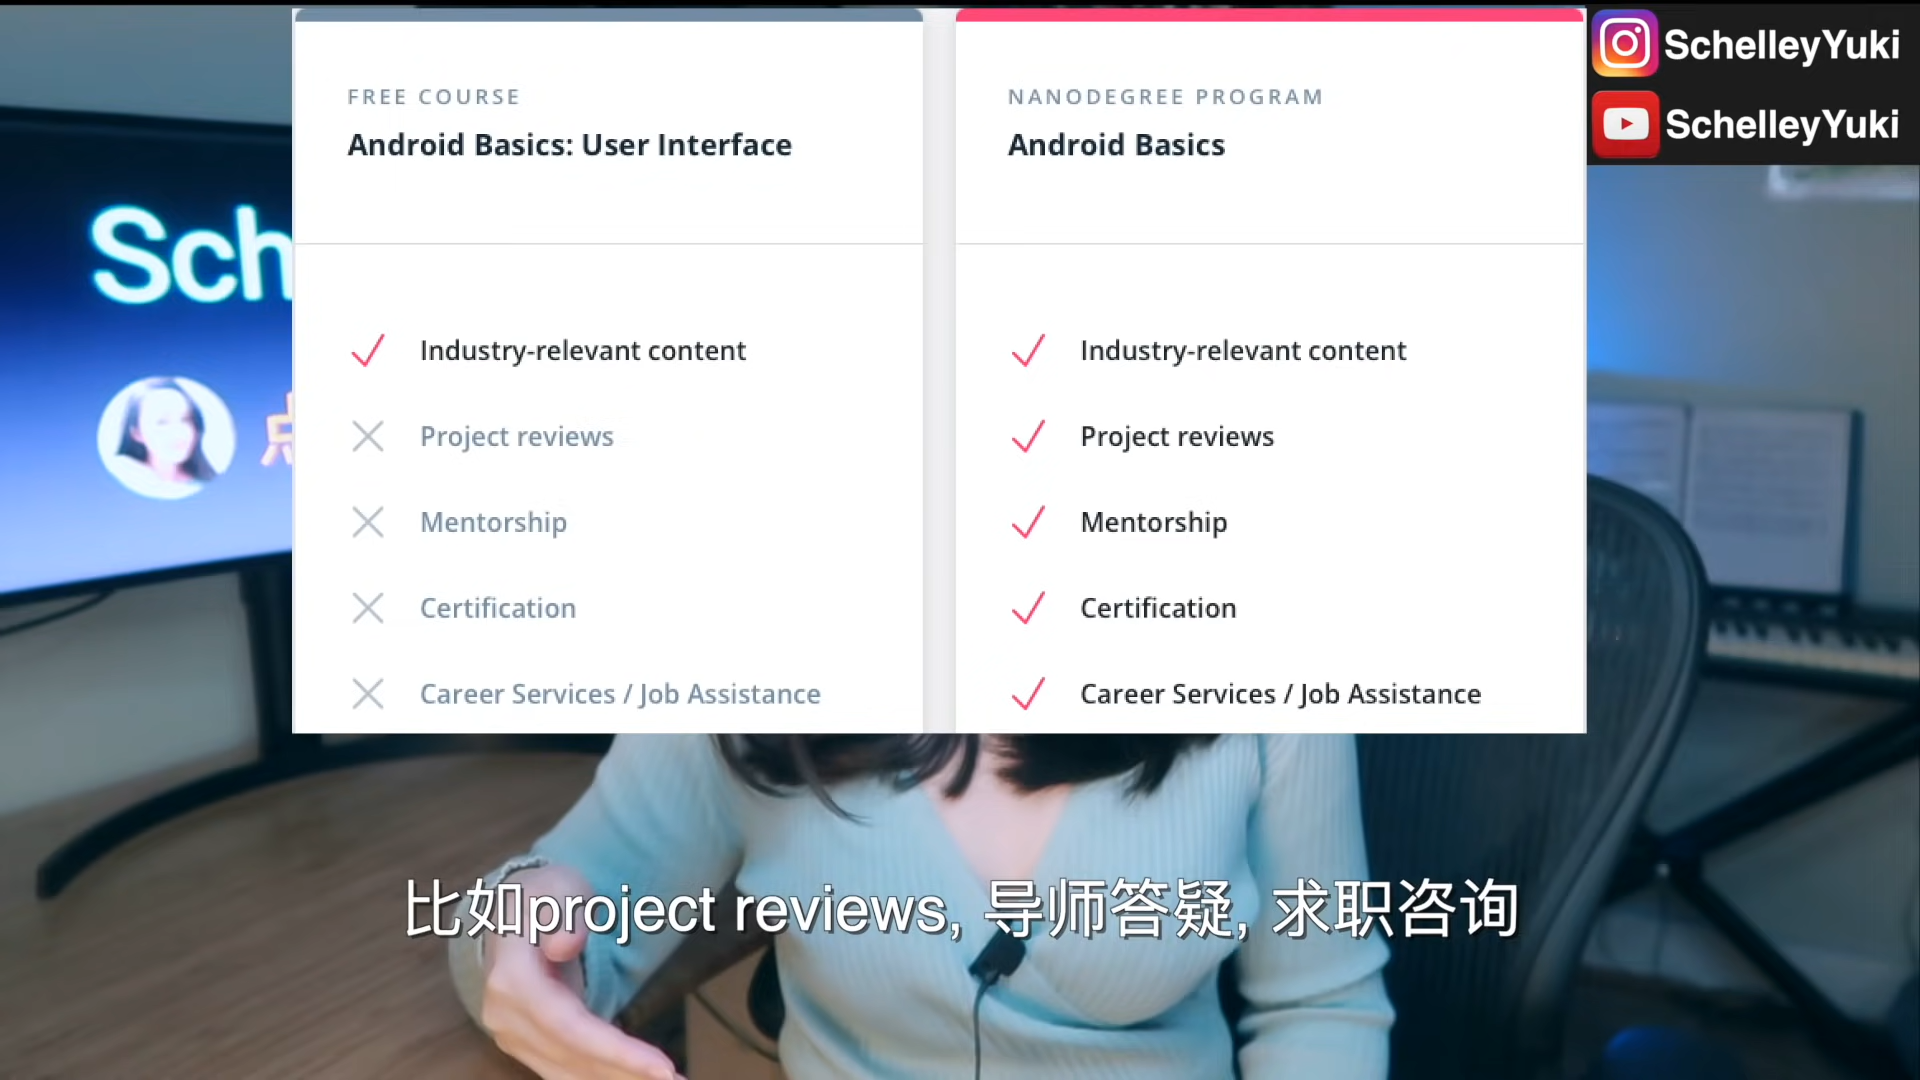 SchelleyYuki
SchelleyYuki
FREE COURSE
Android Basics: User Interface
Industry-relevant content
Project reviews
Mentorship
Certification
Career Services / Job Assistance
NANODEGREE PROGRAM
Android Basics
Industry-relevant content
Project reviews
Mentorship
Certification
Career Services / Job Assistance
Sch
点
比如project reviews, 导师答疑, 求职咨询